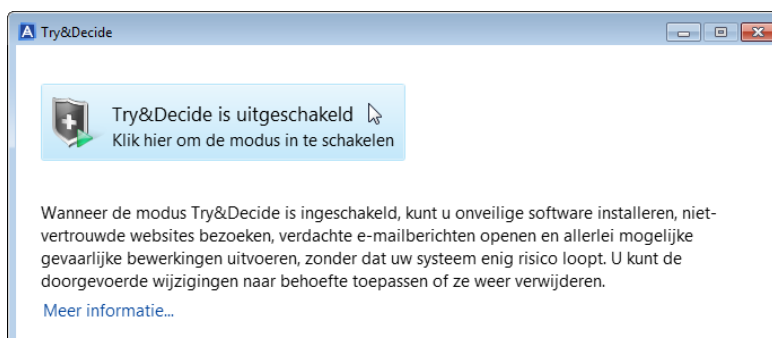 Try&Decide
Try&Decide is uitgeschakeld
Klik hier om de modus in te schakelen
Wanneer de modus Try&Decide is ingeschakeld, kunt u onveilige software installeren, niet-
vertrouwde websites bezoeken, verdachte e-mailberichten openen en allerlei mogelijke
gevaarlijke bewerkingen uitvoeren, zonder dat uw systeem enig risico loopt. U kunt de
doorgevoerde wijzigingen naar behoefte toepassen of ze weer verwijderen.
Meer informatie...